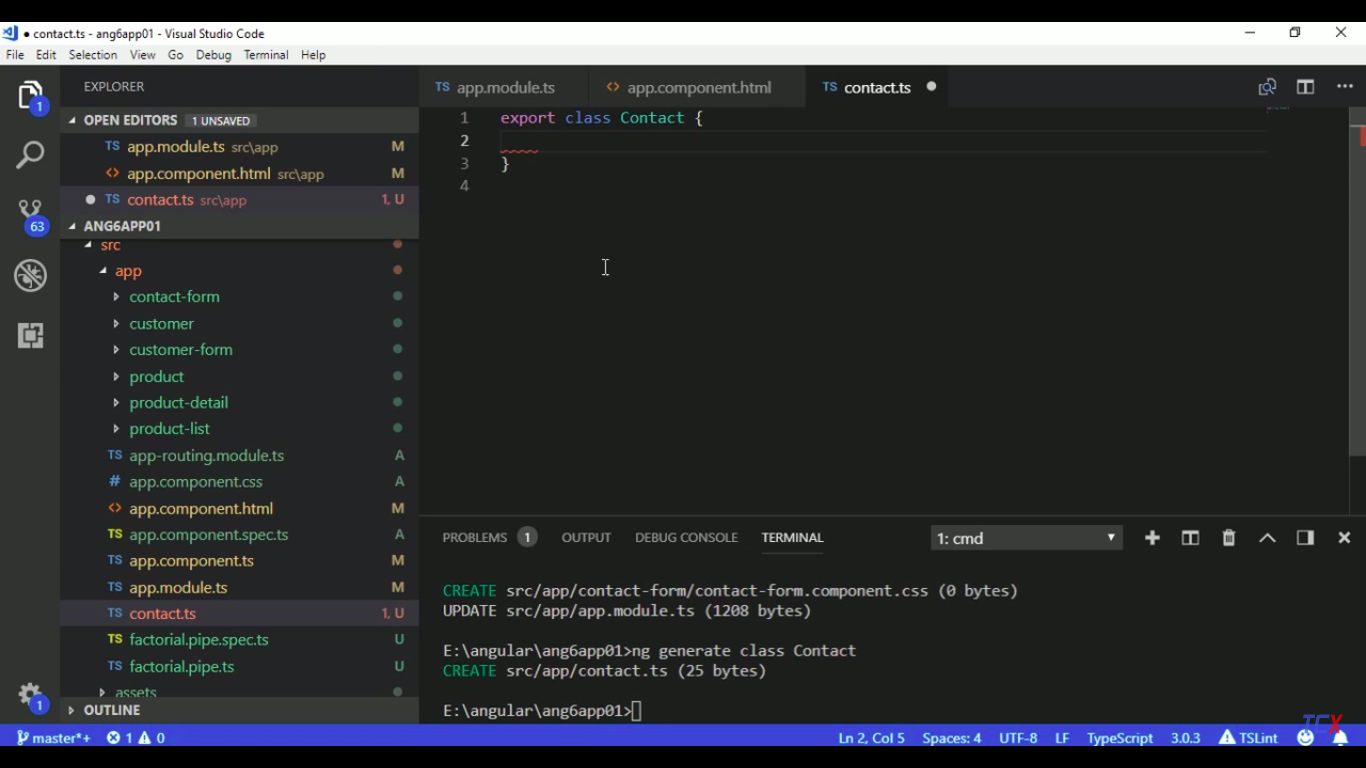 ● contact.ts - ang6app01 - Visual Studio Code
File Edit Selection View Go Debug Terminal Help
EXPLORER
OPEN EDITORS 1 UNSAVED
TS app.module.ts src\app M
<> app.component.html src\app M
● TS contact.ts src\app 1, U
ANG6APP01
src
app
contact-form
customer
customer-form
product
product-detail
product-list
TS app-routing.module.ts A
# app.component.css A
<> app.component.html M
TS app.component.spec.ts A
TS app.component.ts M
TS app.module.ts M
TS contact.ts 1, U
TS factorial.pipe.spec.ts U
TS factorial.pipe.ts U
assets
OUTLINE
1
63
1
TS app.module.ts <> app.component.html TS contact.ts ●
1 export class Contact {
2
3 }
4
PROBLEMS 1 OUTPUT DEBUG CONSOLE TERMINAL 1: cmd
CREATE src/app/contact-form/contact-form.component.css (0 bytes)
UPDATE src/app/app.module.ts (1208 bytes)
E:\angular\ang6app01>ng generate class Contact
CREATE src/app/contact.ts (25 bytes)
E:\angular\ang6app01>
master*+ 1 0 Ln 2, Col 5 Spaces: 4 UTF-8 LF TypeScript 3.0.3 TSLint
TCX